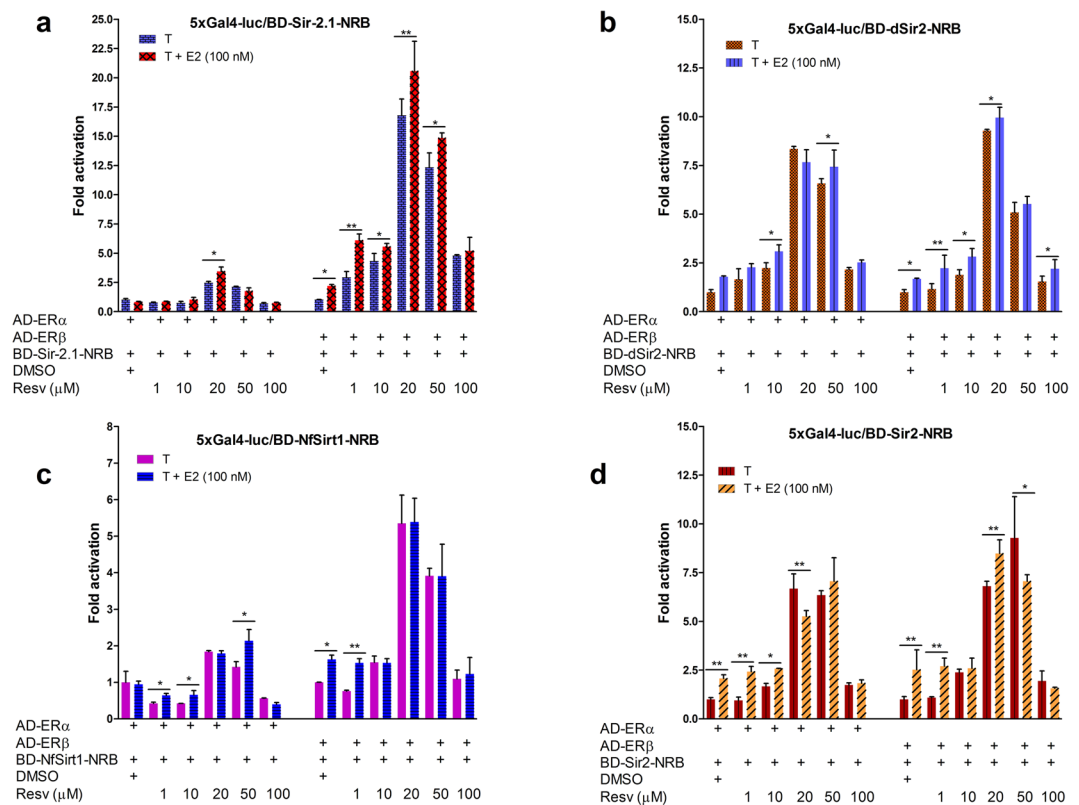 a
5xGal4-luc/BD-Sir-2.1-NRB
T
T + E2 (100 nM)
Fold activation
25.0
22.5
20.0
17.5
15.0
12.5
10.0
7.5
5.0
2.5
0.0
* ** * ** * ** *
AD-ERα + + + + + +
AD-ERβ + + + + + +
BD-Sir-2.1-NRB + + + + + + + + + + + +
DMSO + +
Resv (μM) 1 10 20 50 100 1 10 20 50 100
b
5xGal4-luc/BD-dSir2-NRB
T
T + E2 (100 nM)
Fold activation
15.0
12.5
10.0
7.5
5.0
2.5
0.0
* * * ** * * *
AD-ERα + + + + + +
AD-ERβ + + + + + +
BD-dSir2-NRB + + + + + + + + + + + +
DMSO + +
Resv (μM) 1 10 20 50 100 1 10 20 50 100
c
5xGal4-luc/BD-NfSirt1-NRB
T
T + E2 (100 nM)
Fold activation
8
7
6
5
4
3
2
1
0
* * * * **
AD-ERα + + + + + +
AD-ERβ + + + + + +
BD-NfSirt1-NRB + + + + + + + + + + + +
DMSO + +
Resv (μM) 1 10 20 50 100 1 10 20 50 100
d
5xGal4-luc/BD-Sir2-NRB
T
T + E2 (100 nM)
Fold activation
15.0
12.5
10.0
7.5
5.0
2.5
0.0
** ** * ** ** ** ** *
AD-ERα + + + + + +
AD-ERβ + + + + + +
BD-Sir2-NRB + + + + + + + + + + + +
DMSO + +
Resv (μM) 1 10 20 50 100 1 10 20 50 100